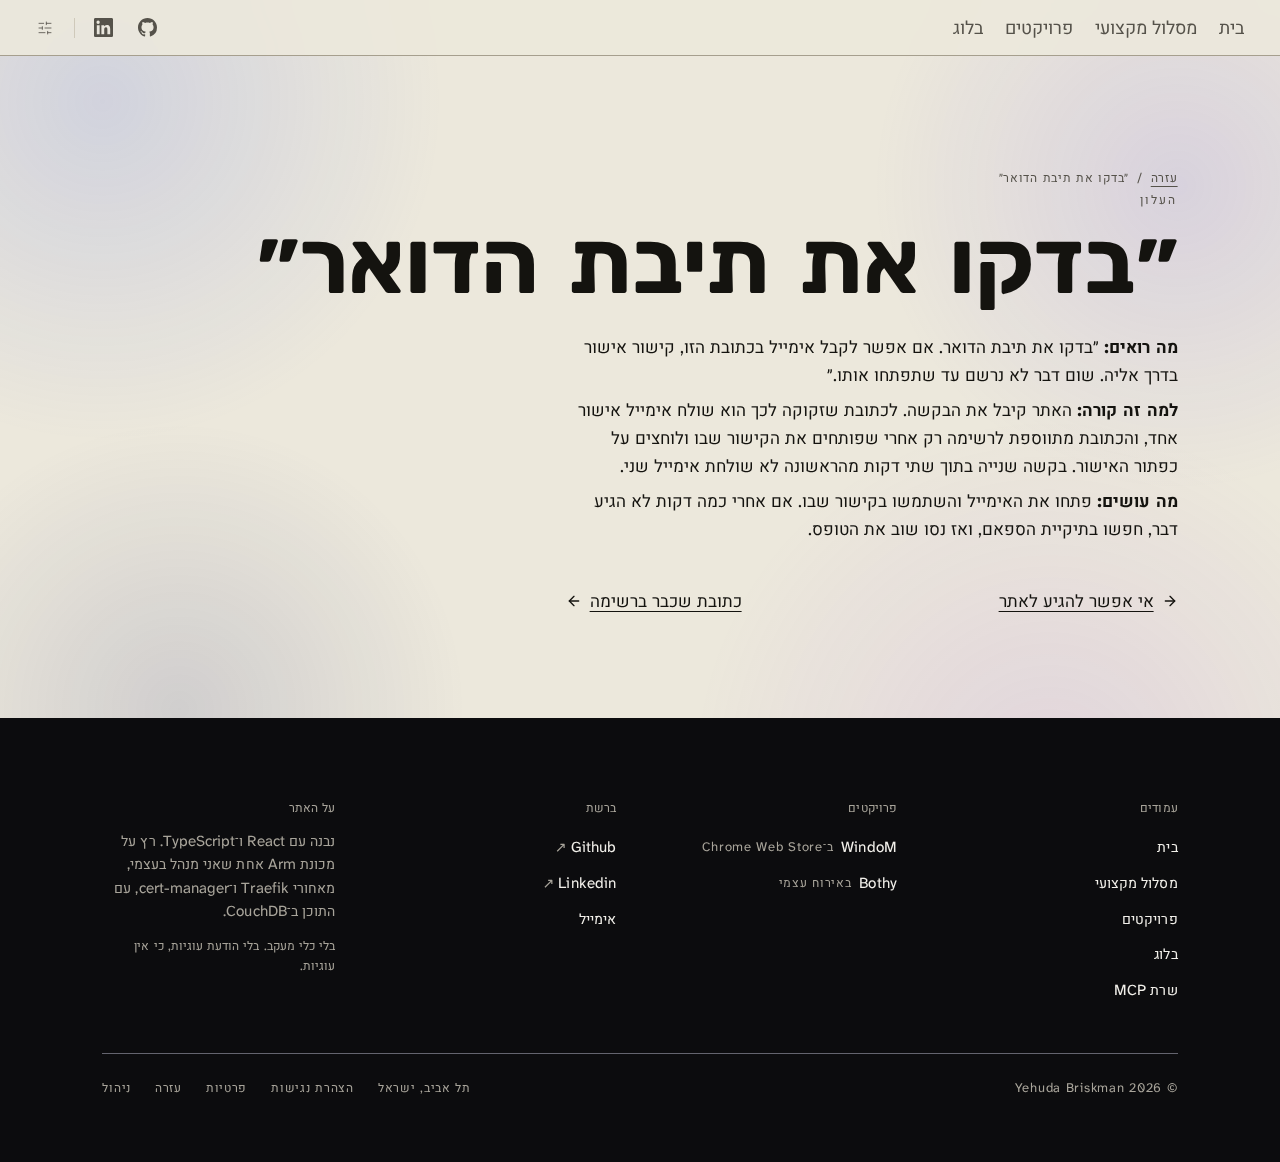 בית מסלול מקצועי פרויקטים בלוג
עזרה / "בדקו את תיבת הדואר"
העלון
"בדקו את תיבת הדואר"
מה רואים: "בדקו את תיבת הדואר. אם אפשר לקבל אימייל בכתובת הזו, קישור אישור
בדרך אליה. שום דבר לא נרשם עד שתפתחו אותו."
למה זה קורה: האתר קיבל את הבקשה. לכתובת שזקוקה לכך הוא שולח אימייל אישור
אחד, והכתובת מתווספת לרשימה רק אחרי שפותחים את הקישור שבו ולוחצים על
כפתור האישור. בקשה שנייה בתוך שתי דקות מהראשונה לא שולחת אימייל שני.
מה עושים: פתחו את האימייל והשתמשו בקישור שבו. אם אחרי כמה דקות לא הגיע
דבר, חפשו בתיקיית הספאם, ואז נסו שוב את הטופס.
→ אי אפשר להגיע לאתר
כתובת שכבר ברשימה ←
עמודים
בית
מסלול מקצועי
פרויקטים
בלוג
שרת MCP
פרויקטים
WindoM ב־Chrome Web Store
Bothy באירוח עצמי
ברשת
Github ↗
Linkedin ↗
אימייל
על האתר
נבנה עם React ו־TypeScript. רץ על
מכונת Arm אחת שאני מנהל בעצמי,
מאחורי Traefik ו־cert-manager, עם
התוכן ב־CouchDB.
בלי כלי מעקב. בלי הודעת עוגיות, כי אין
עוגיות.
© 2026 Yehuda Briskman
תל אביב, ישראל הצהרת נגישות פרטיות עזרה ניהול